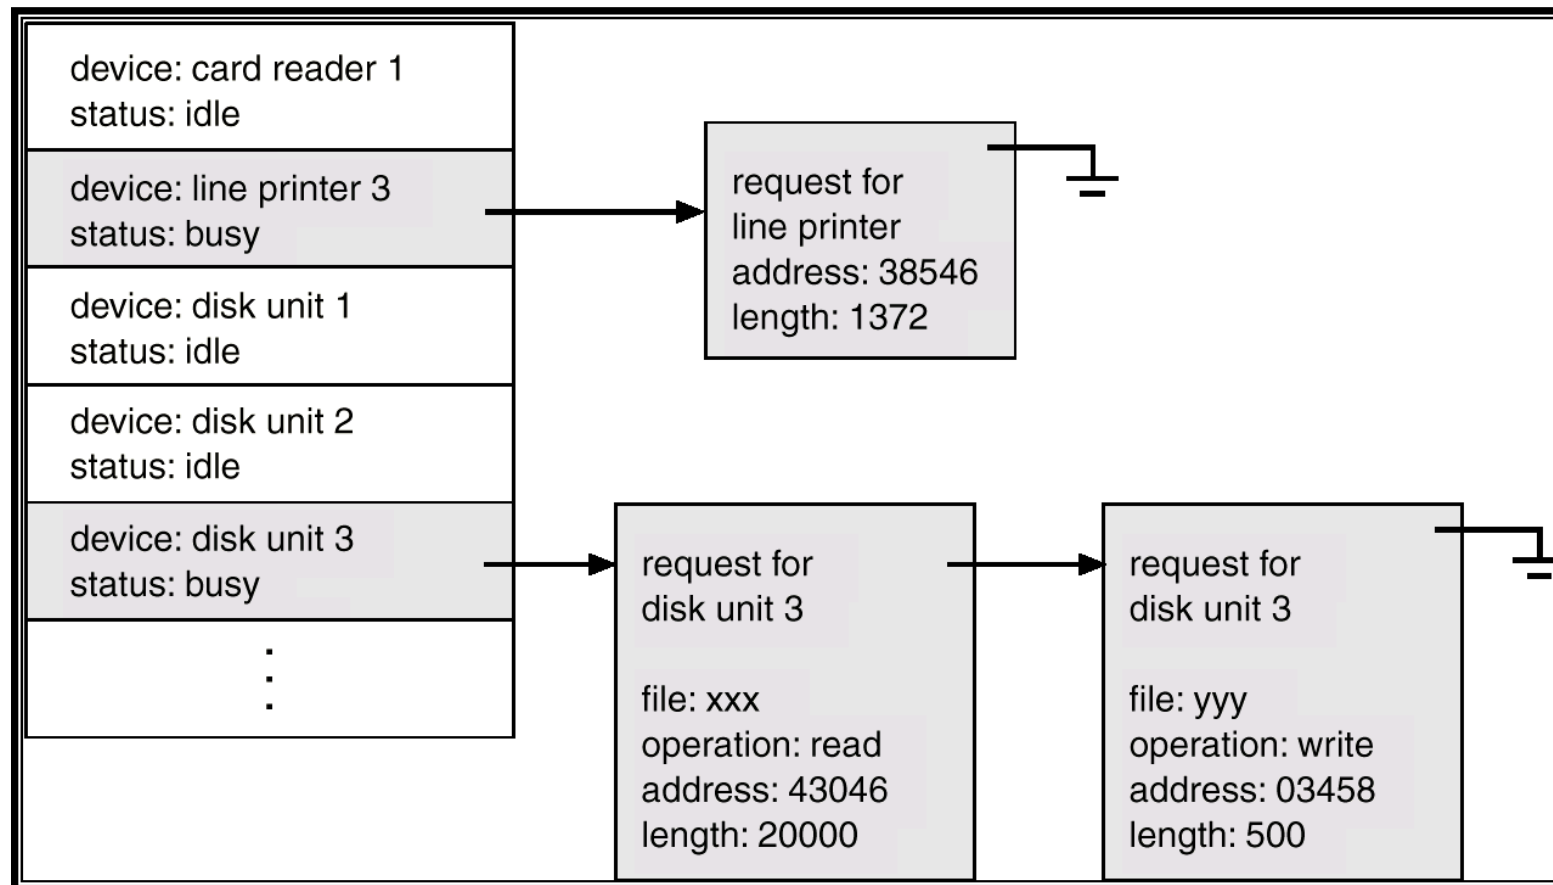 device: card reader 1
status: idle
device: line printer 3
status: busy
device: disk unit 1
status: idle
device: disk unit 2
status: idle
device: disk unit 3
status: busy
request for
line printer
address: 38546
length: 1372
request for
disk unit 3
file: xxx
operation: read
address: 43046
length: 20000
request for
disk unit 3
file: yyy
operation: write
address: 03458
length: 500